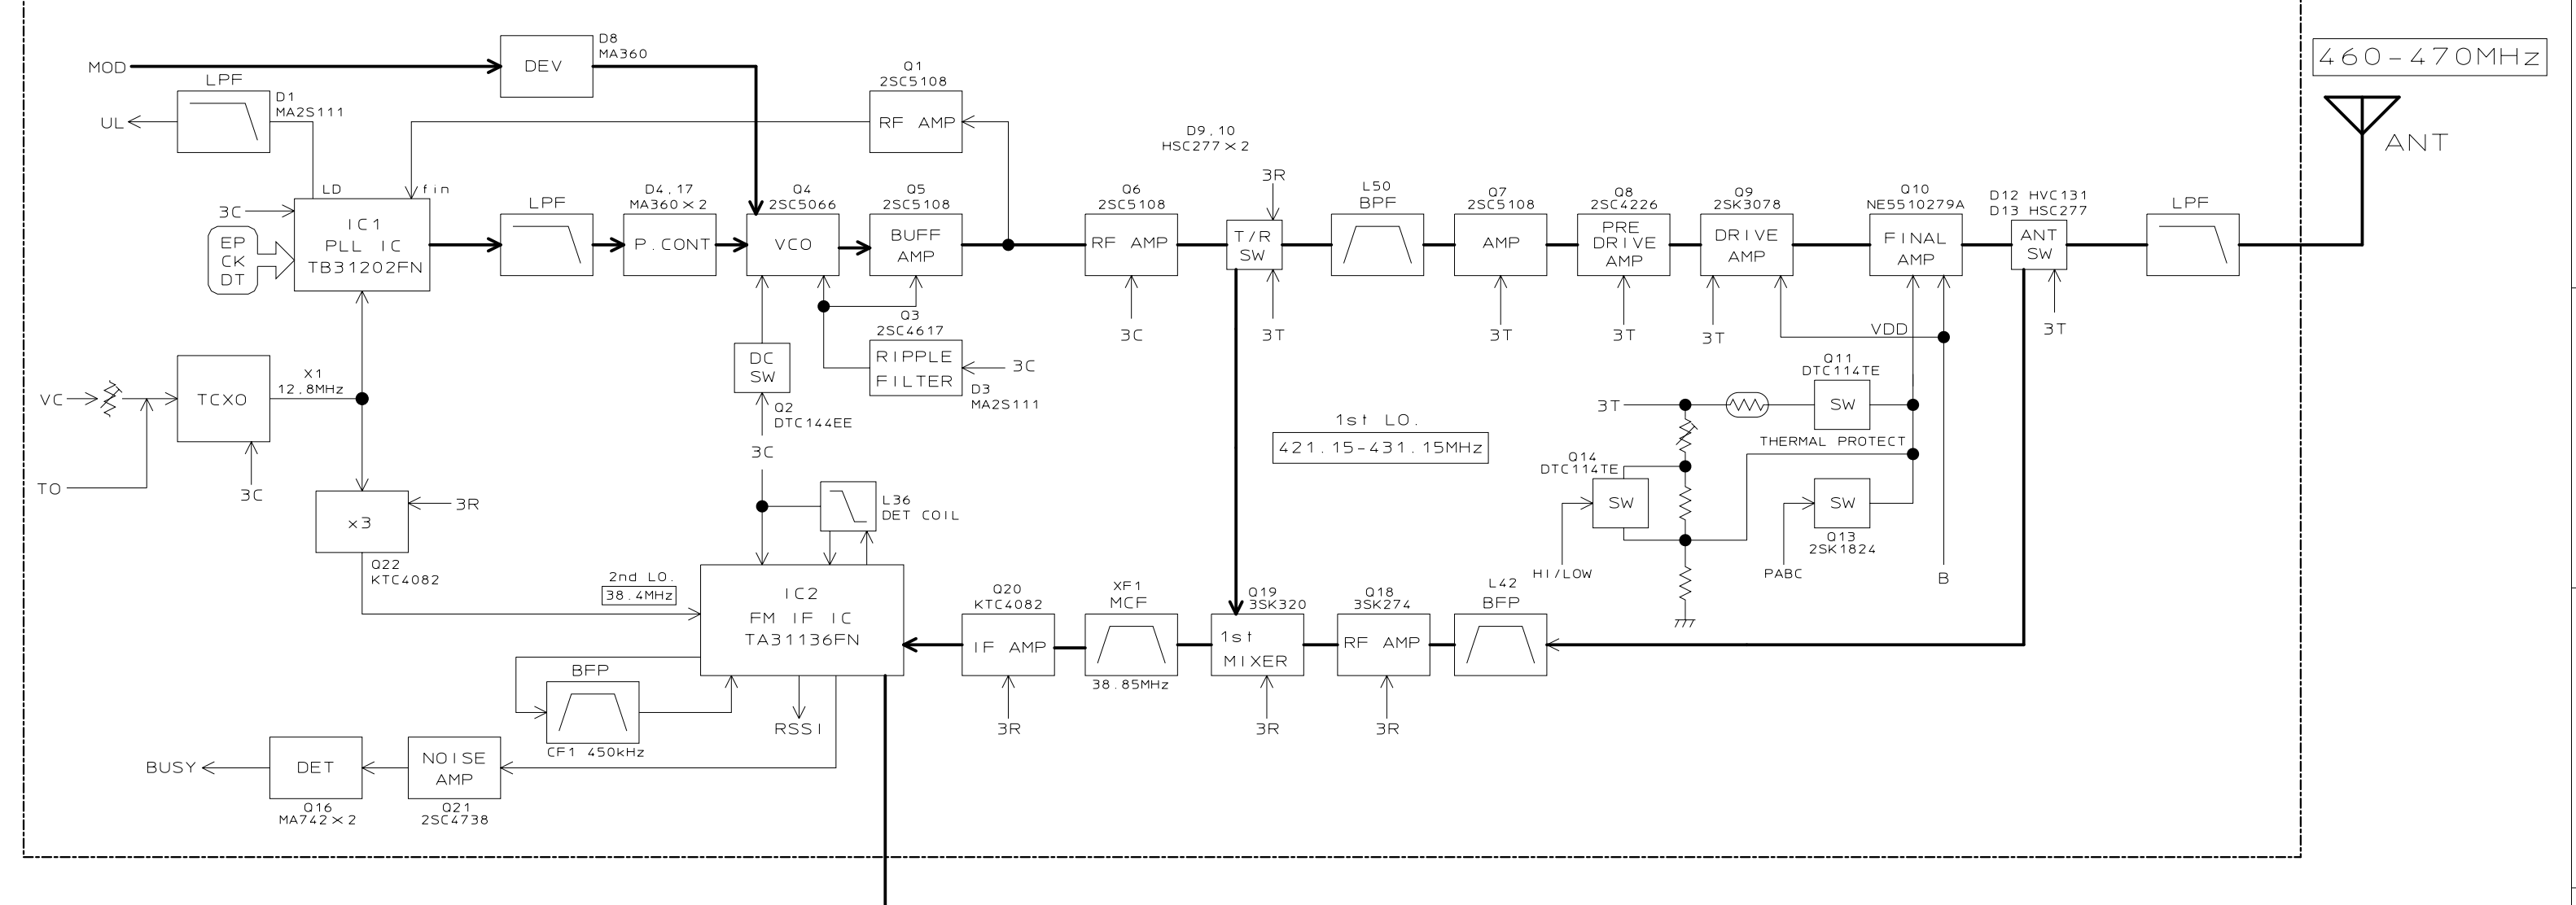 460-470MHz
ANT
MOD
DEV
D8
MA360
LPF
D1
MA2S111
UL
Q1
2SC5108
RF AMP
D9,10
HSC277×2
3R
LD
fin
3C
IC1
PLL IC
TB31202FN
EP
CK
DT
LPF
D4,17
MA360×2
P.CONT
Q4
2SC5066
VCO
Q5
2SC5108
BUFF
AMP
Q6
2SC5108
RF AMP
3C
T/R
SW
3T
L50
BPF
Q7
2SC5108
AMP
3T
Q8
2SC4226
PRE
DRIVE
AMP
3T
Q9
2SK3078
DRIVE
AMP
3T
Q10
NE5510279A
FINAL
AMP
D12 HVC131
D13 HSC277
ANT
SW
3T
LPF
VDD
Q3
2SC4617
RIPPLE
FILTER
3C
D3
MA2S111
DC
SW
Q2
DTC144EE
3C
VC
TO
TCXO
X1
12.8MHz
3C
x3
3R
Q22
KTC4082
1st LO.
421.15-431.15MHz
Q11
DTC114TE
SW
3T
THERMAL PROTECT
Q14
DTC114TE
SW
HI/LOW
SW
Q13
2SK1824
PABC
B
L36
DET COIL
2nd LO.
38.4MHz
IC2
FM IF IC
TA31136FN
Q20
KTC4082
IF AMP
3R
XF1
MCF
38.85MHz
Q19
3SK320
1st
MIXER
3R
Q18
3SK274
RF AMP
3R
L42
BFP
BFP
CF1 450kHz
RSSI
BUSY
DET
Q16
MA742×2
NOISE
AMP
Q21
2SC4738